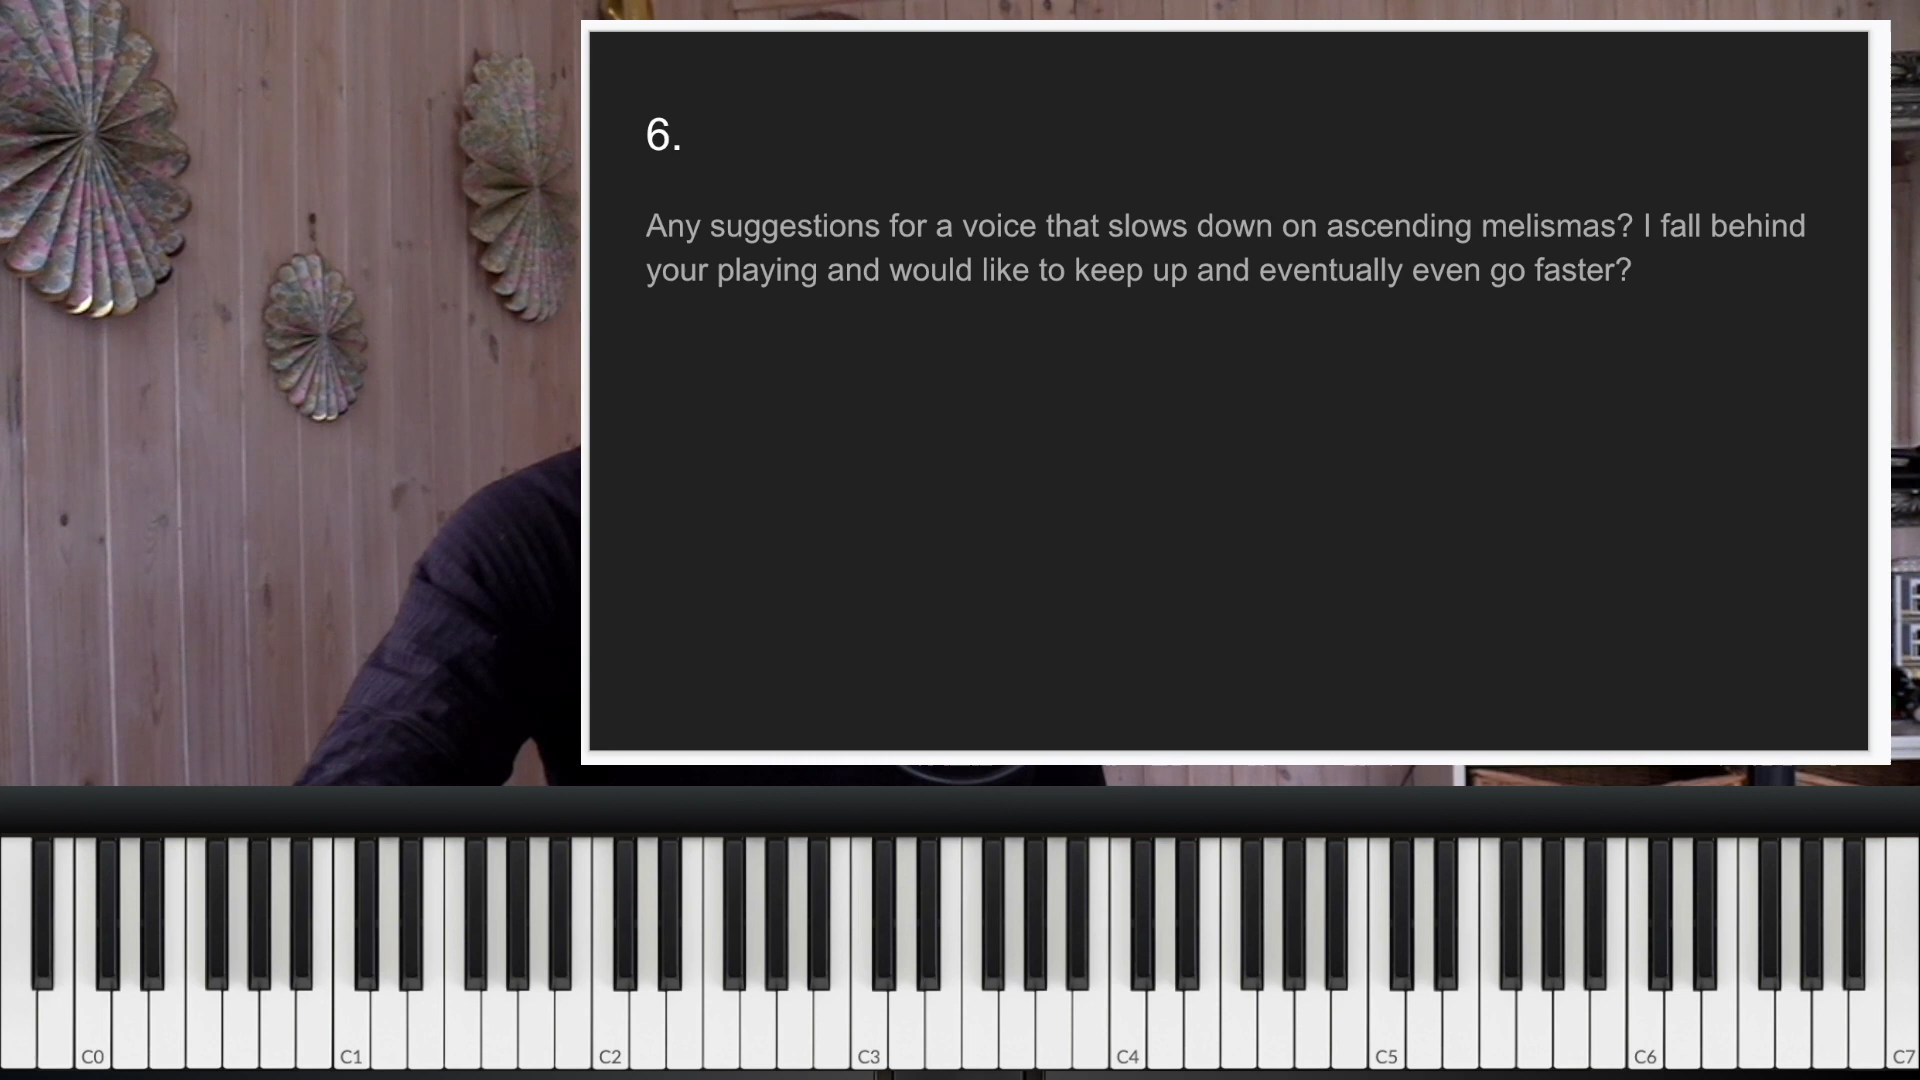 6.
Any suggestions for a voice that slows down on ascending melismas? I fall behind
your playing and would like to keep up and eventually even go faster?
C0 C1 C2 C3 C4 C5 C6 C7